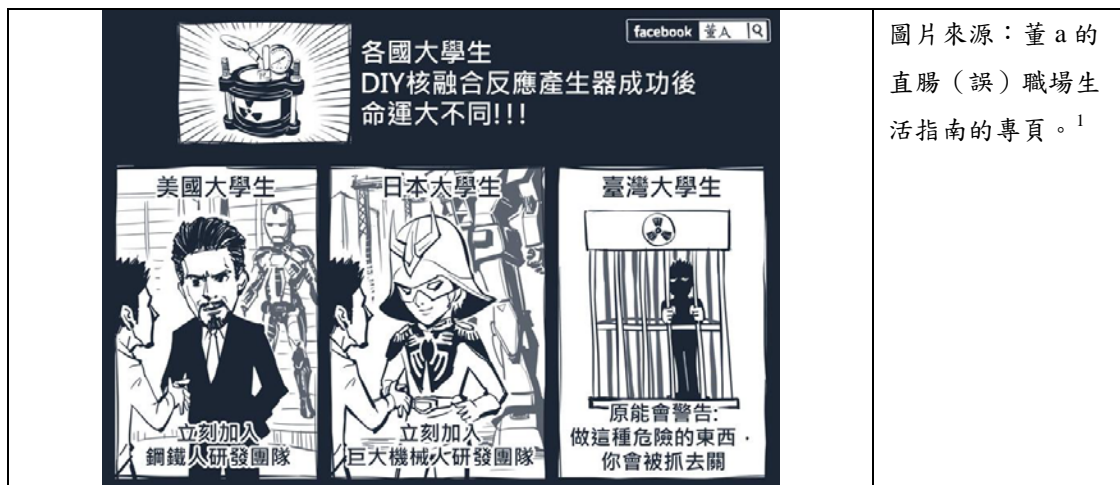 facebook 董A
各國大學生
DIY核融合反應產生器成功後
命運大不同!!!
美國大學生
立刻加入
鋼鐵人研發團隊
日本大學生
立刻加入
巨大機械人研發團隊
臺灣大學生
原能會警告:
做這種危險的東西，
你會被抓去關
圖片來源：董 a 的
直腸（誤）職場生
活指南的專頁。1